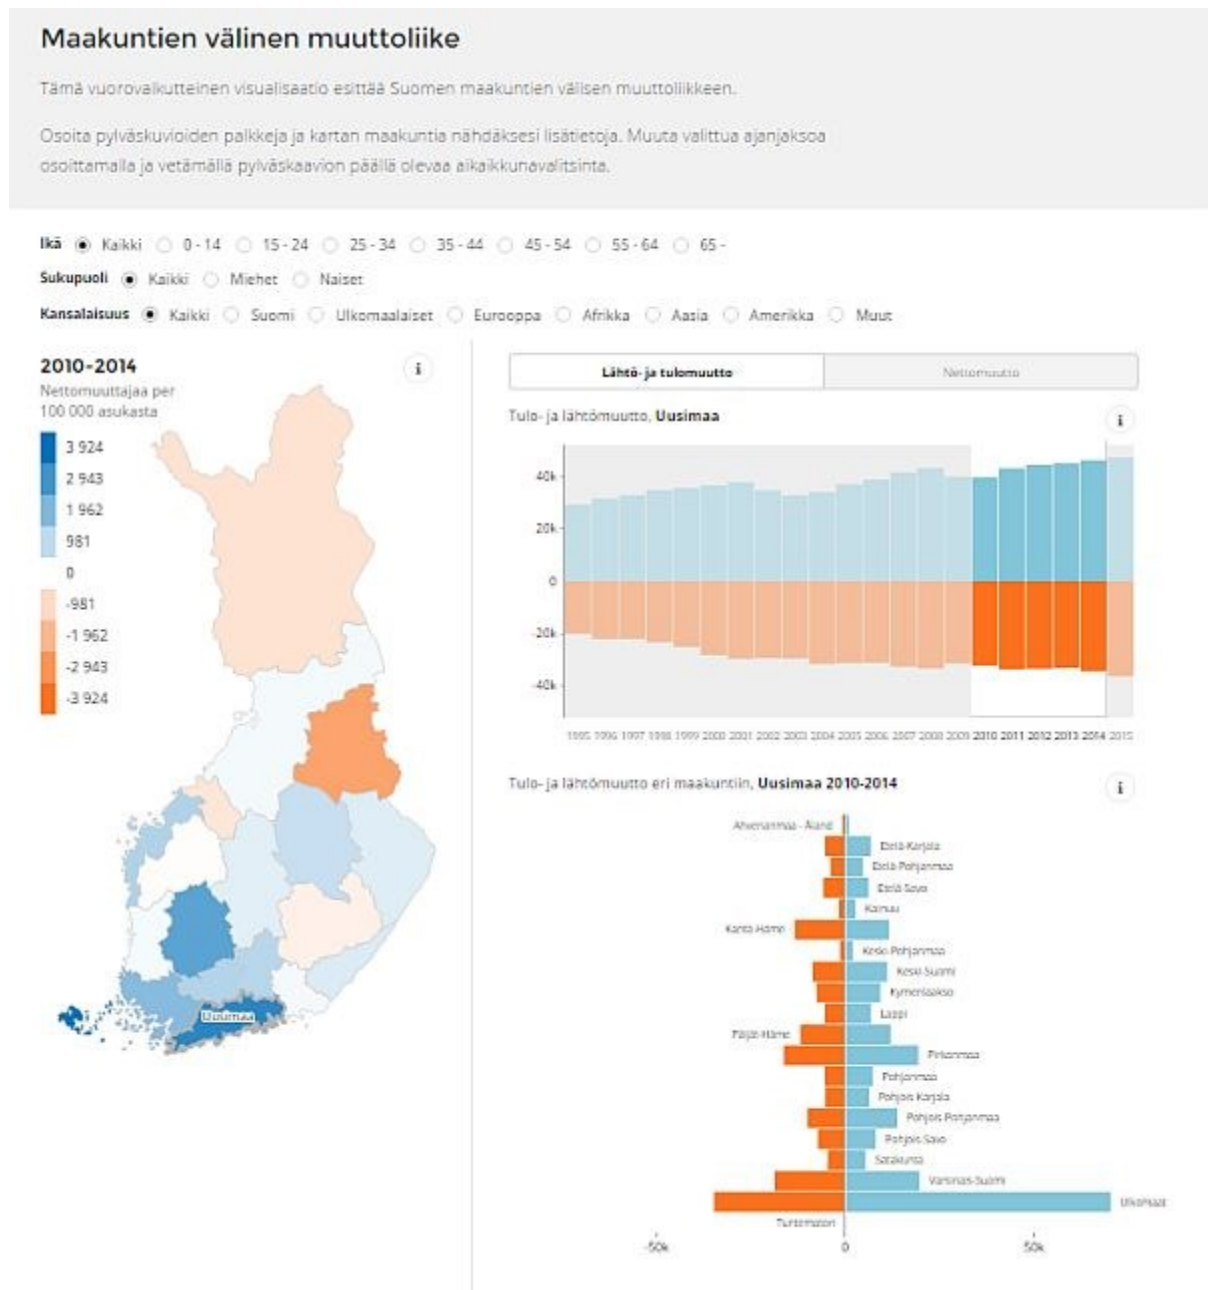 Maakuntien välinen muuttoliike
Tämä vuorovaikutteinen visualisaatio esittää Suomen maakuntien välisen muuttoliikkeen.
Osoita pylväskuvioiden palkkeja ja kartan maakuntia nähdäksesi lisätietoja. Muuta valittua ajanjaksoa
osoittamalla ja vetämällä pylväskaavion päällä olevaa aikaikkunavalitsinta.
Ikä Kaikki 0 - 14 15 - 24 25 - 34 35 - 44 45 - 54 55 - 64 65 -
Sukupuoli Kaikki Miehet Naiset
Kansalaisuus Kaikki Suomi Ulkomaalaiset Eurooppa Afrikka Aasia Amerikka Muut
2010-2014
i
Nettomuuttajaa per
100 000 asukasta
3 924
2 943
1 962
981
0
-981
-1 962
-2 943
-3 924
Uusimaa
Lähtö- ja tulomuutto Nettomuutto
Tulo- ja lähtömuutto, Uusimaa
i
40k
20k
0
-20k
-40k
1995 1996 1997 1998 1999 2000 2001 2002 2003 2004 2005 2006 2007 2008 2009 2010 2011 2012 2013 2014 2015
Tulo- ja lähtömuutto eri maakuntiin, Uusimaa 2010-2014
i
Ahvenanmaa - Åland
Etelä-Karjala
Etelä-Pohjanmaa
Etelä-Savo
Kainuu
Kanta-Häme
Keski-Pohjanmaa
Keski-Suomi
Kymenlaakso
Lappi
Päijät-Häme
Pirkanmaa
Pohjanmaa
Pohjois-Karjala
Pohjois-Pohjanmaa
Pohjois-Savo
Satakunta
Varsinais-Suomi
Ulkomaat
Tuntematon
-50k 0 50k